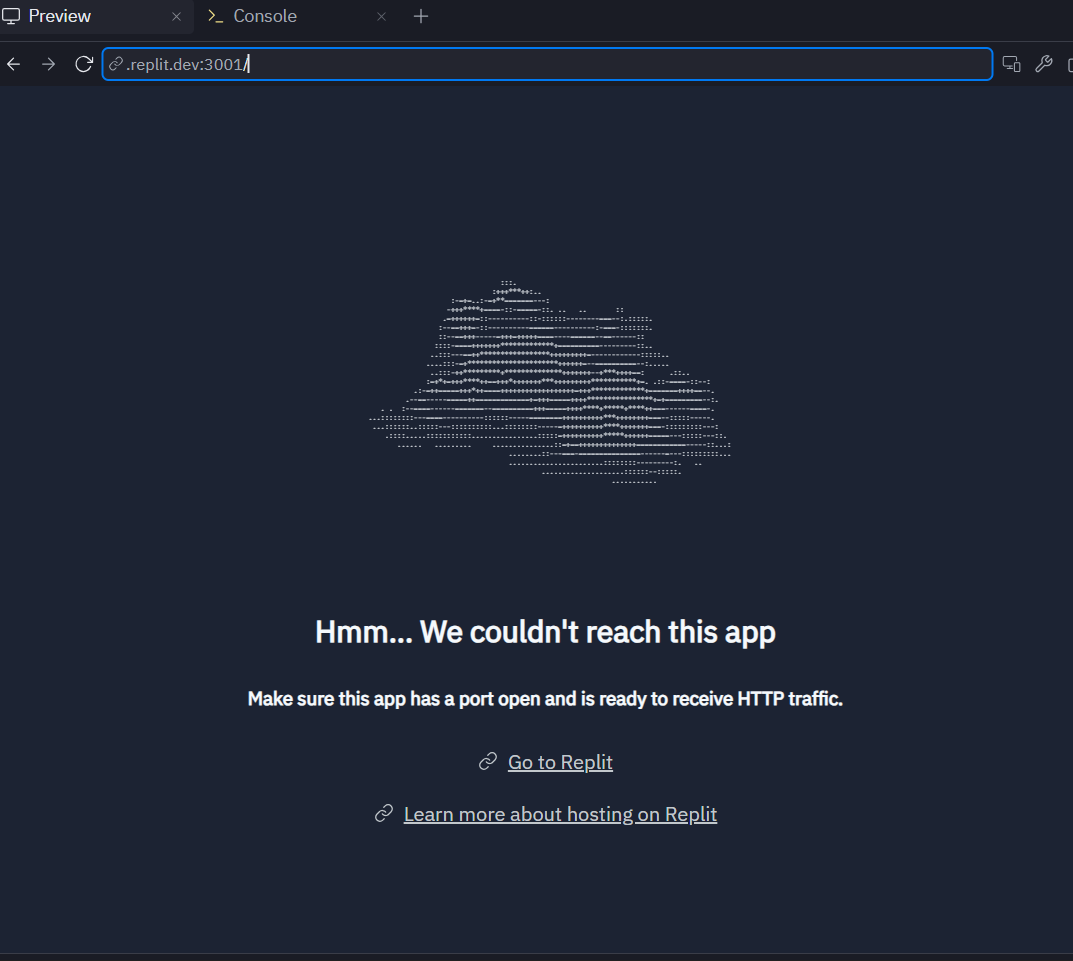 Preview
Console
.replit.dev:3001/
Hmm... We couldn't reach this app
Make sure this app has a port open and is ready to receive HTTP traffic.
Go to Replit
Learn more about hosting on Replit